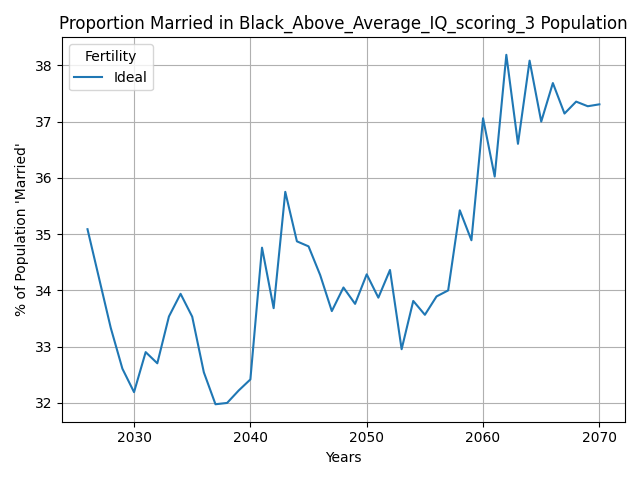 Proportion Married in Black_Above_Average_IQ_scoring_3 Population
Fertility
Ideal
% of Population 'Married'
38
37
36
35
34
33
32
2030 2040 2050 2060 2070
Years